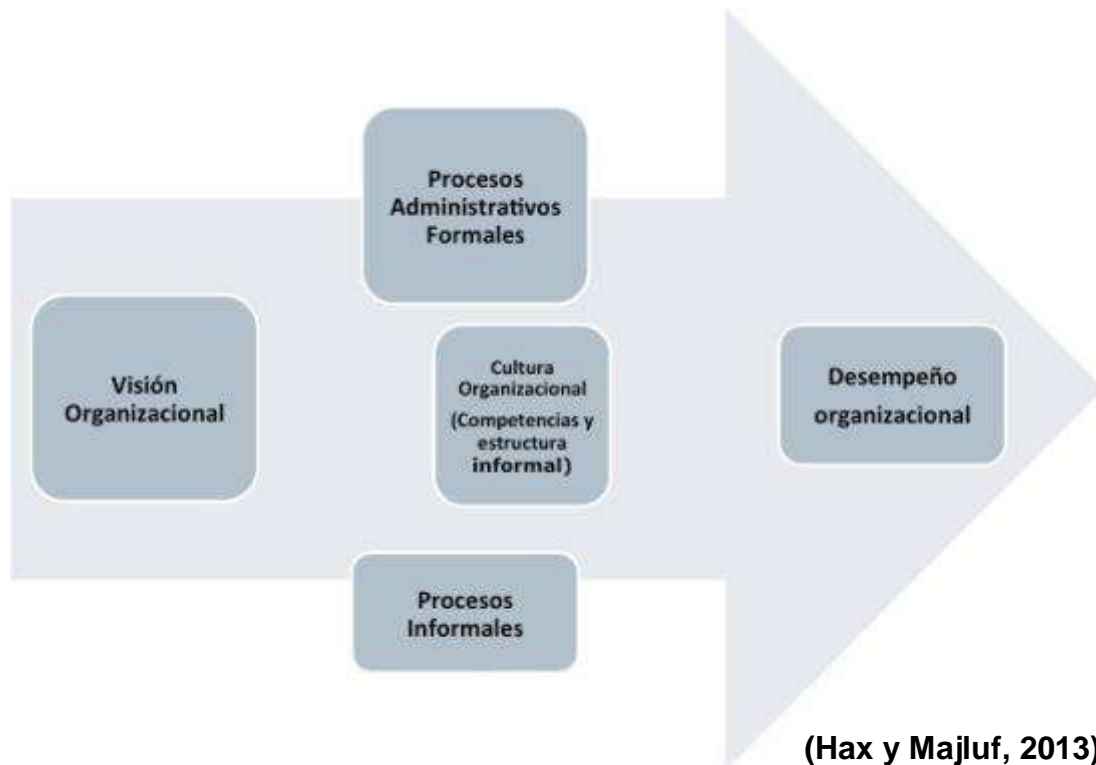 Procesos
Administrativos
Formales
Visión
Organizacional
Cultura
Organizacional
(Competencias y
estructura
informal)
Desempeño
organizacional
Procesos
Informales
(Hax y Majluf, 2013)